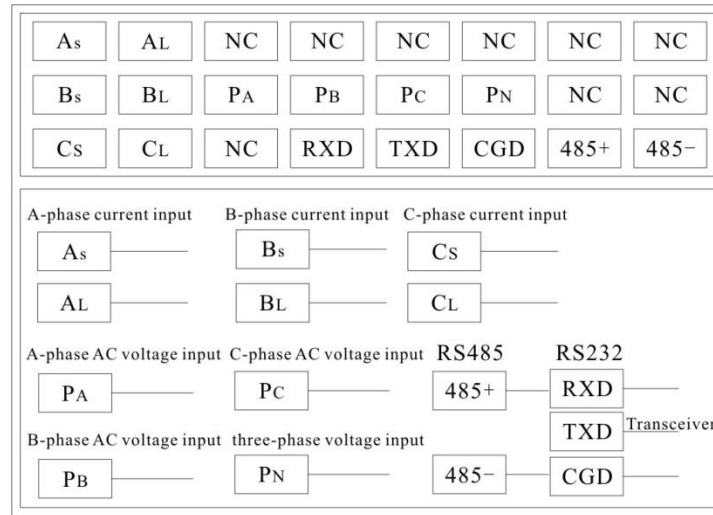 As AL NC NC NC NC NC NC
Bs BL PA PB PC PN NC NC
CS CL NC RXD TXD CGD 485+ 485−
A-phase current input B-phase current input C-phase current input
As Bs CS
AL BL CL
A-phase AC voltage input C-phase AC voltage input RS485 RS232
PA PC 485+ RXD
TXD Transceiver
B-phase AC voltage input three-phase voltage input
PB PN 485− CGD